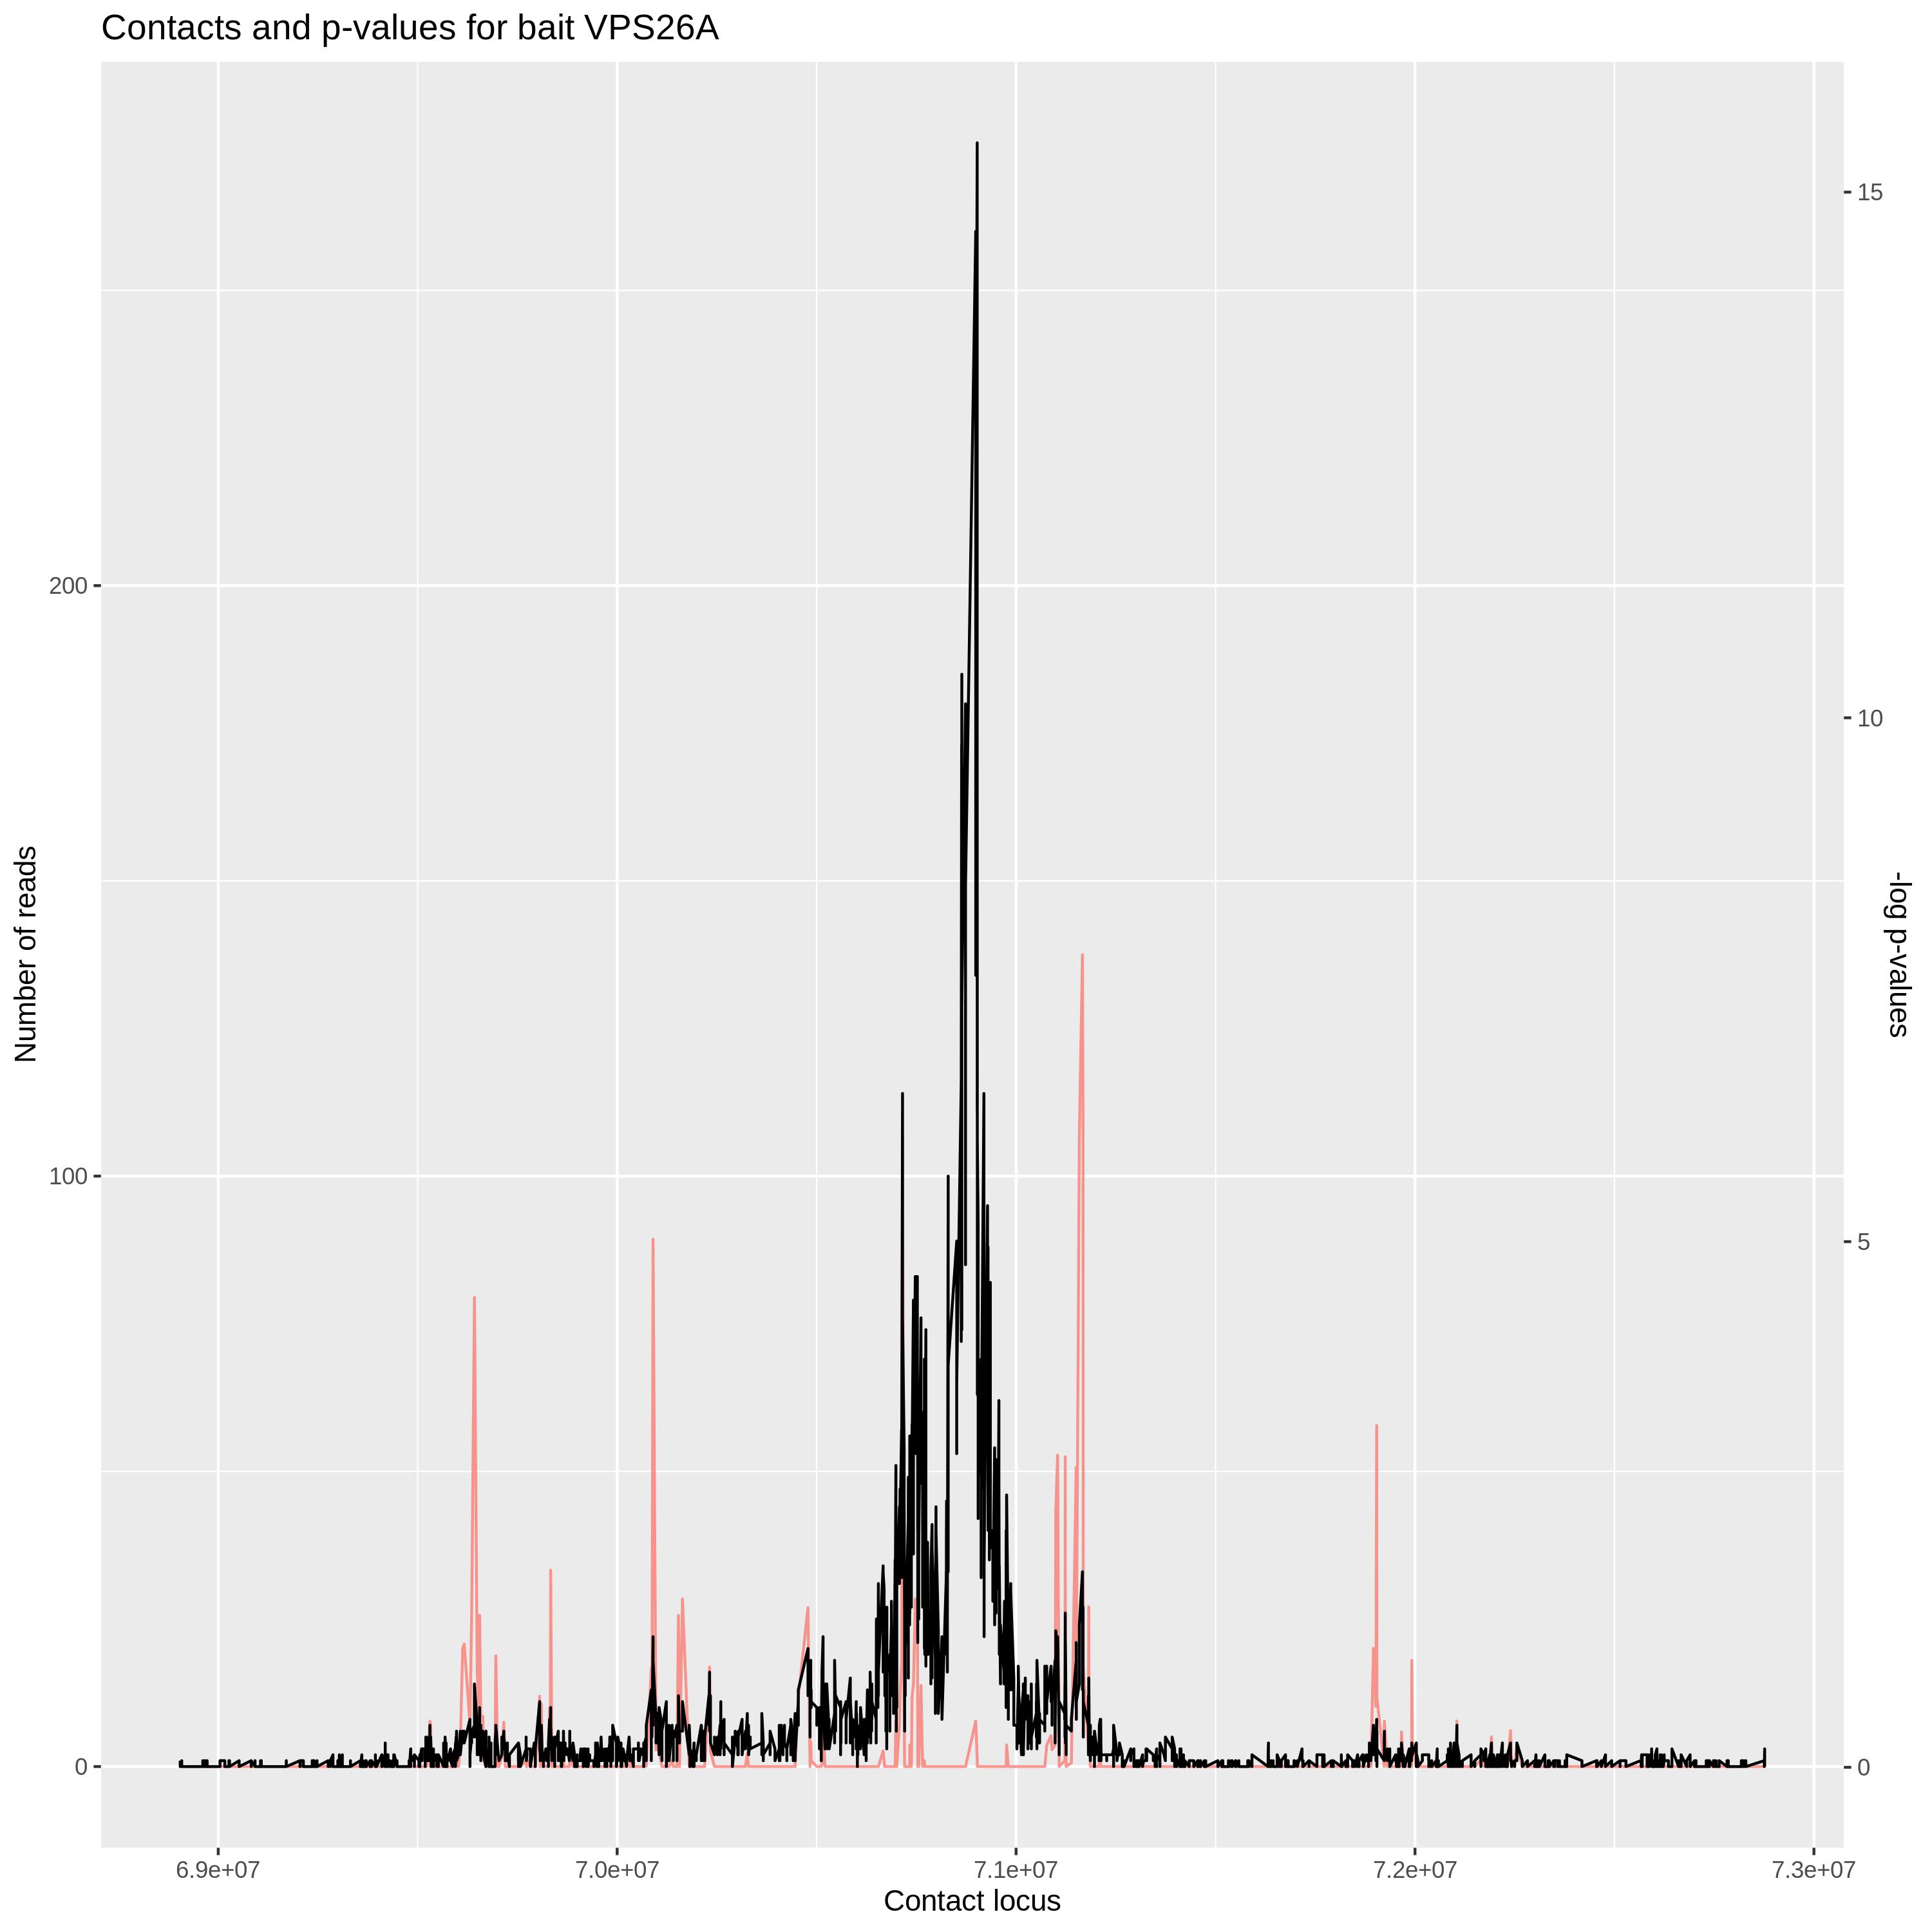 Contacts and p-values for bait VPS26A
Number of reads
200
100
0
15
10
5
0
-log p-values
6.9e+07
7.0e+07
7.1e+07
7.2e+07
7.3e+07
Contact locus